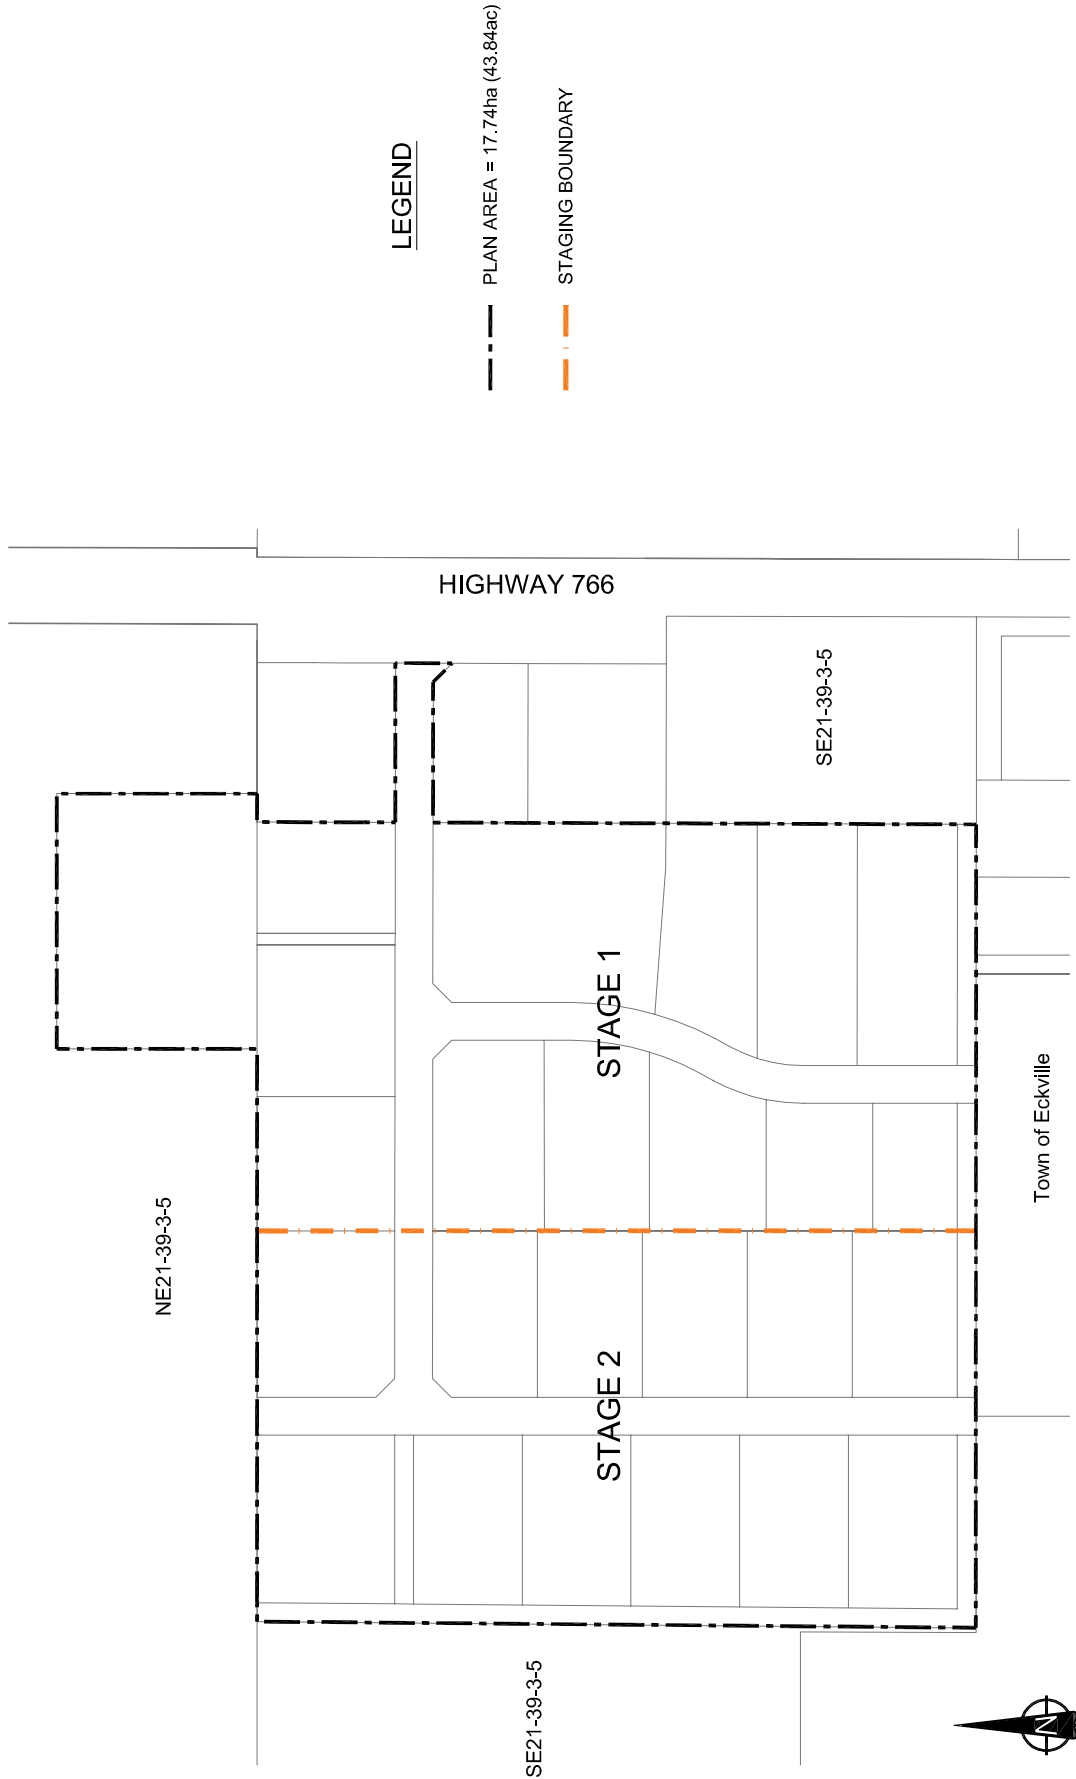 LEGEND
PLAN AREA = 17.74ha (43.84ac)
STAGING BOUNDARY
HIGHWAY 766
SE21-39-3-5
STAGE 1
Town of Eckville
NE21-39-3-5
STAGE 2
SE21-39-3-5
N